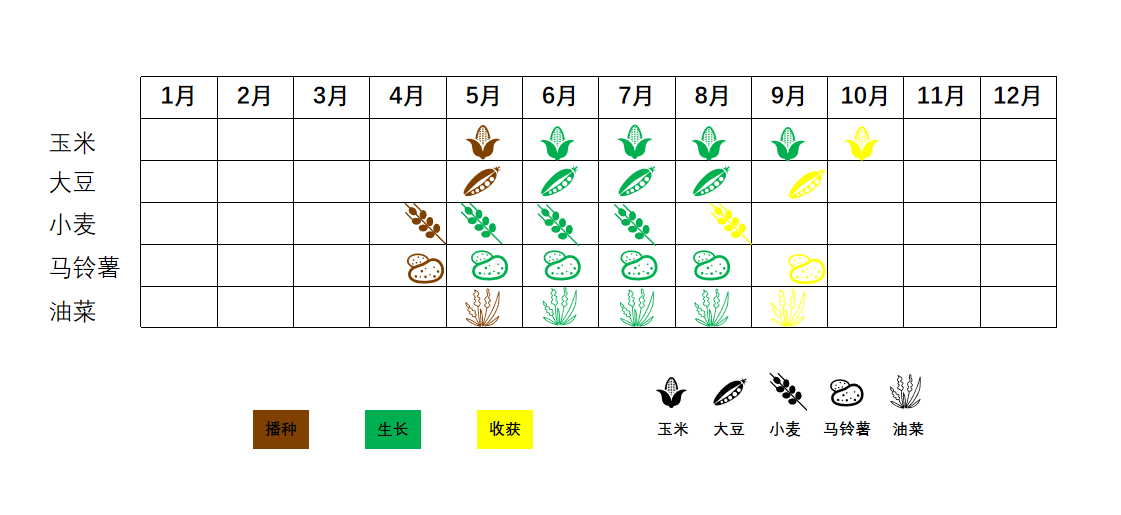 1月 2月 3月 4月 5月 6月 7月 8月 9月 10月 11月 12月
玉米
大豆
小麦
马铃薯
油菜
播种 生长 收获
玉米 大豆 小麦 马铃薯 油菜